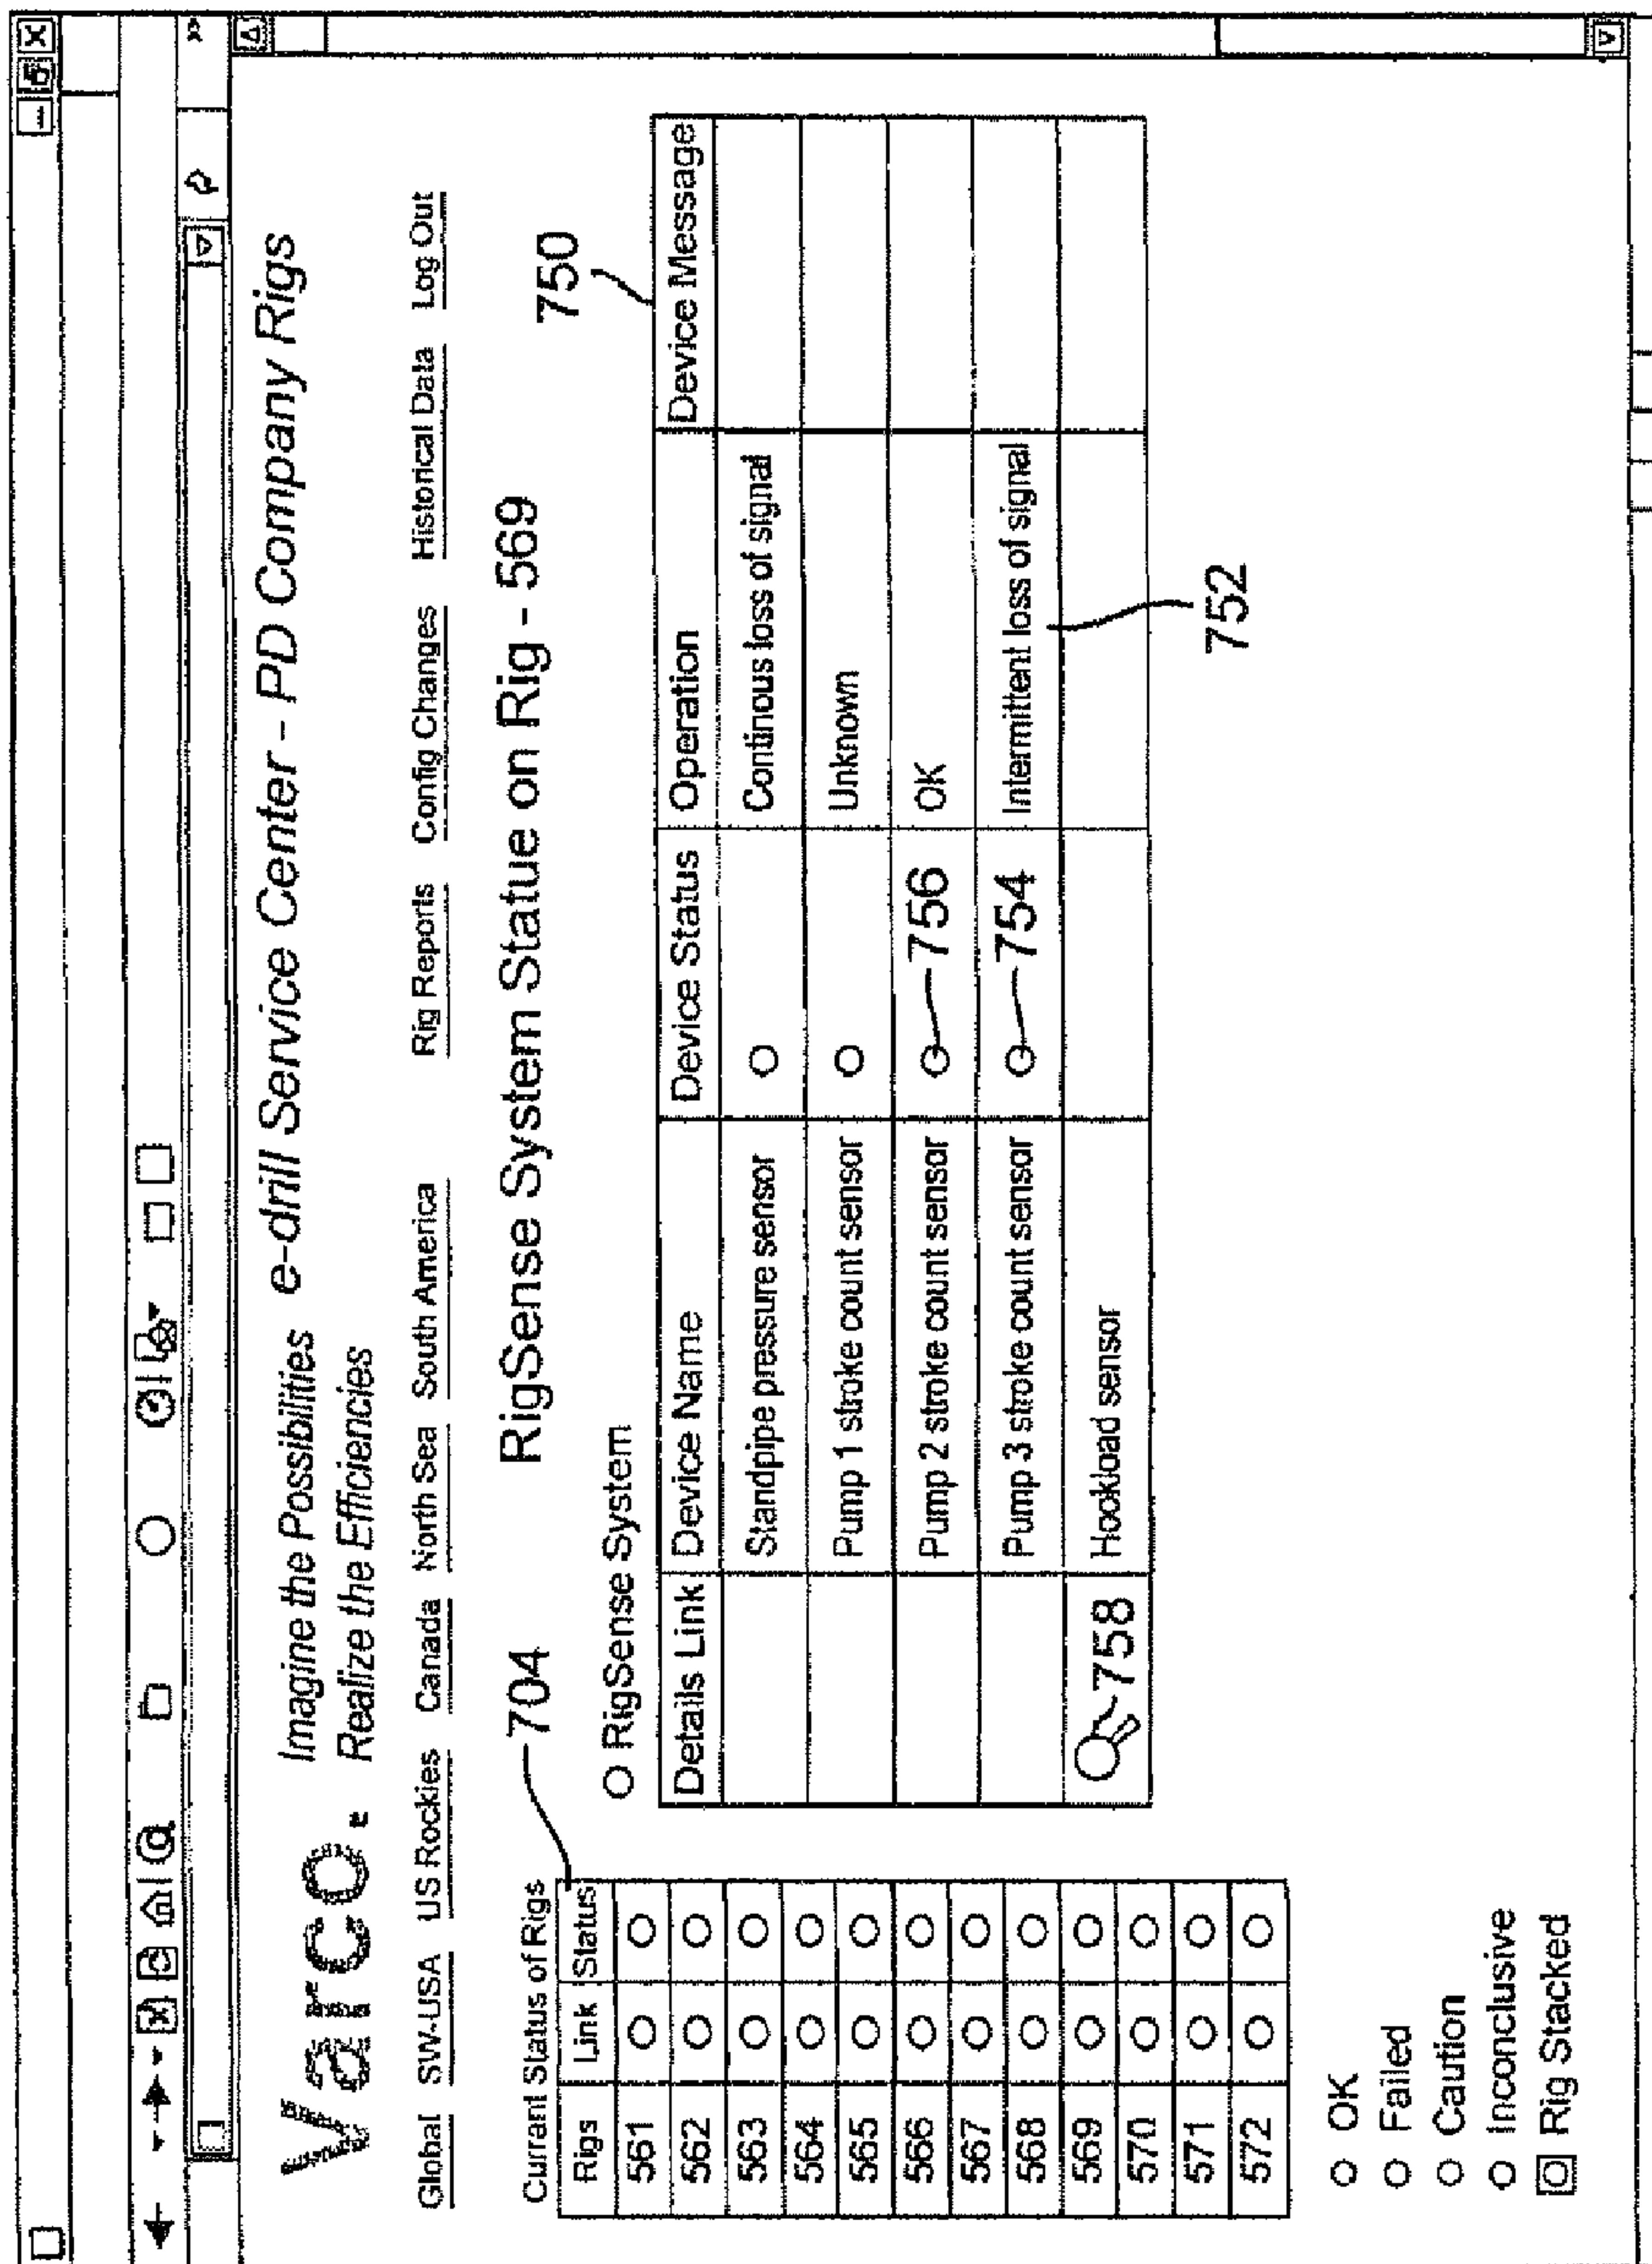 Varco. Imagine the Possibilities e-drill Service Center - PD Company Rigs
Realize the Efficiencies
Global SW-USA US Rockies Canada North Sea South America Rig Reports Config Changes Historical Data Log Out
RigSense System Statue on Rig - 569
704
750
Current Status of Rigs
RigSense System
Rigs Link Status
561
562
563
564
565
566
567
568
569
570
571
572
Details Link Device Name Device Status Operation Device Message
Standpipe pressure sensor Continous loss of signal
Pump 1 stroke count sensor Unknown
Pump 2 stroke count sensor 756 OK
Pump 3 stroke count sensor 754 Intermittent loss of signal
758 Hookload sensor
752
OK
Failed
Caution
Inconclusive
Rig Stacked